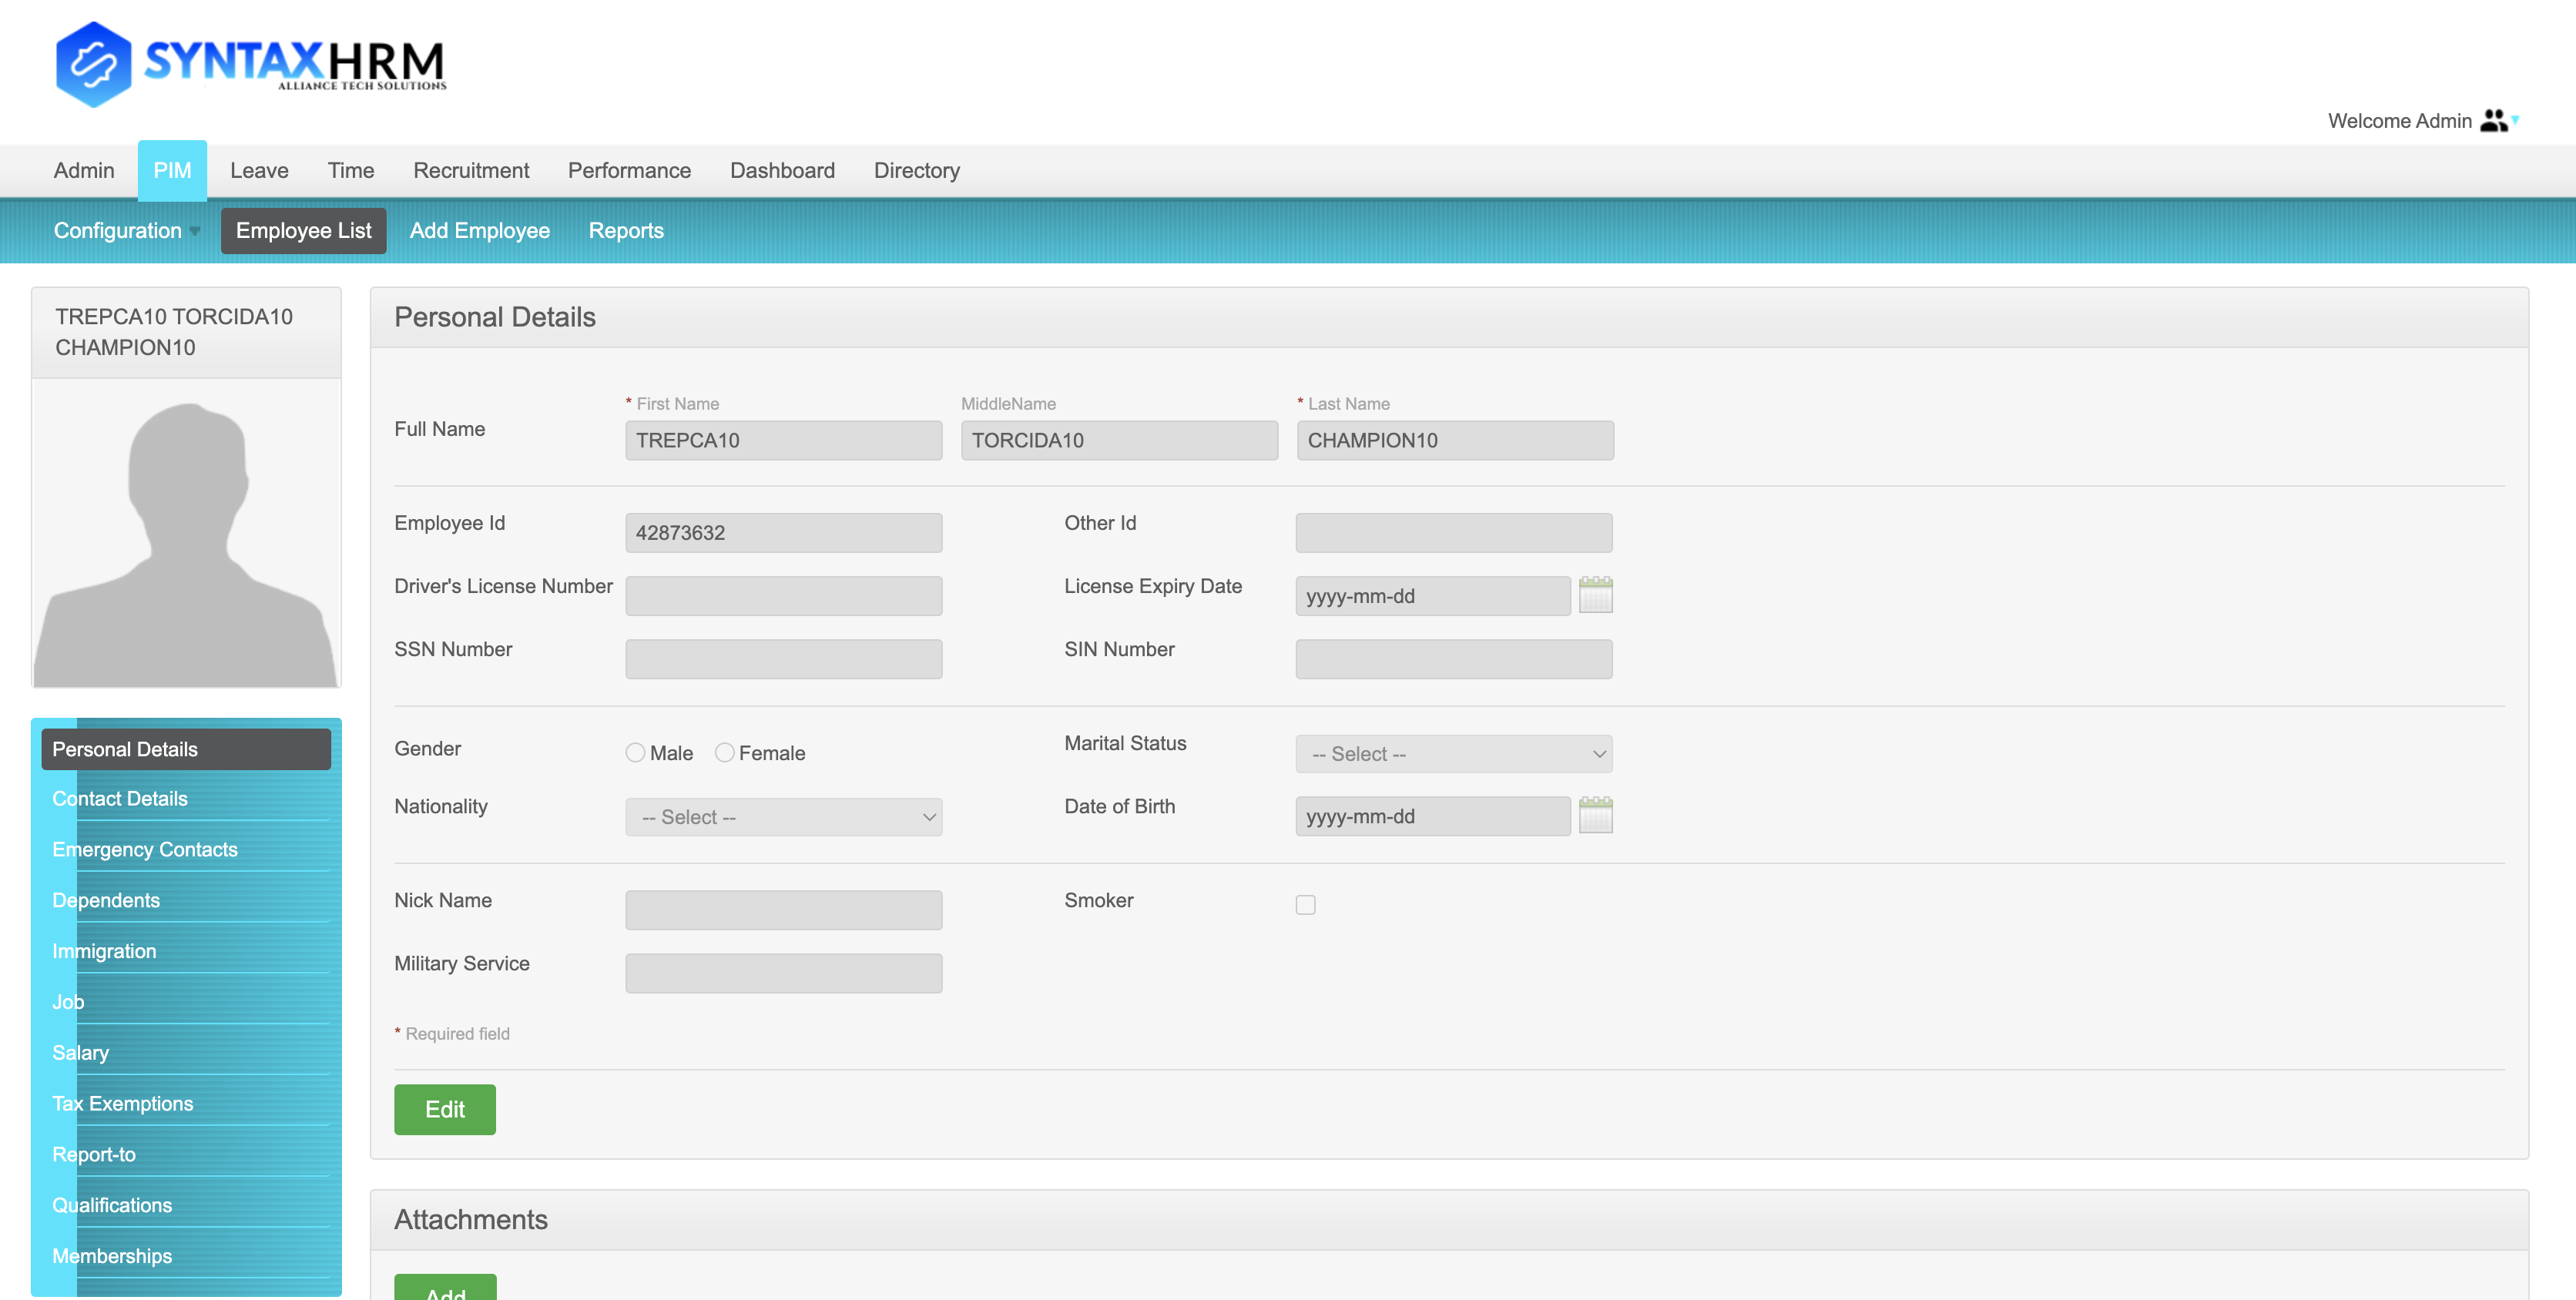 SYNTAXHRM
ALLIANCE TECH SOLUTIONS
Welcome Admin
Admin PIM Leave Time Recruitment Performance Dashboard Directory
Configuration Employee List Add Employee Reports
TREPCA10 TORCIDA10
CHAMPION10
Personal Details
Contact Details
Emergency Contacts
Dependents
Immigration
Job
Salary
Tax Exemptions
Report-to
Qualifications
Memberships
Personal Details
* First Name MiddleName * Last Name
Full Name TREPCA10 TORCIDA10 CHAMPION10
Employee Id 42873632 Other Id
Driver's License Number License Expiry Date yyyy-mm-dd
SSN Number SIN Number
Gender Male Female Marital Status -- Select --
Nationality -- Select -- Date of Birth yyyy-mm-dd
Nick Name Smoker
Military Service
* Required field
Edit
Attachments
Add